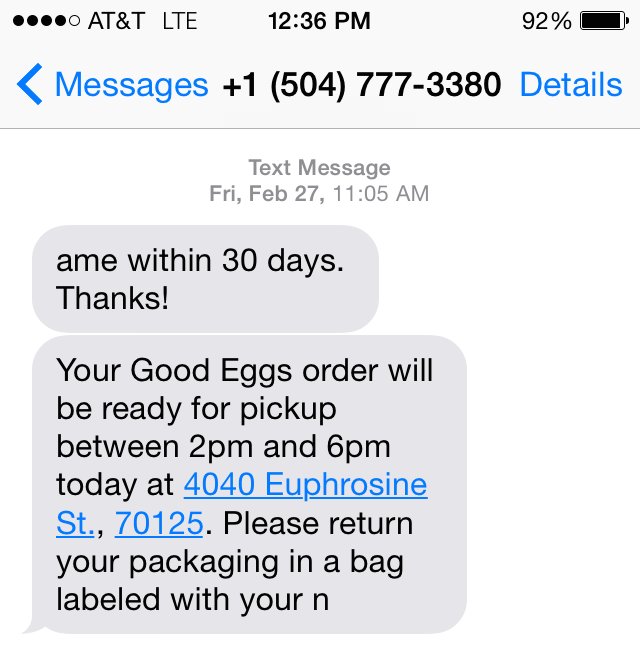 AT&T LTE 12:36 PM 92%
Messages +1 (504) 777-3380 Details
Text Message
Fri, Feb 27, 11:05 AM
ame within 30 days.
Thanks!
Your Good Eggs order will
be ready for pickup
between 2pm and 6pm
today at 4040 Euphrosine
St., 70125. Please return
your packaging in a bag
labeled with your n